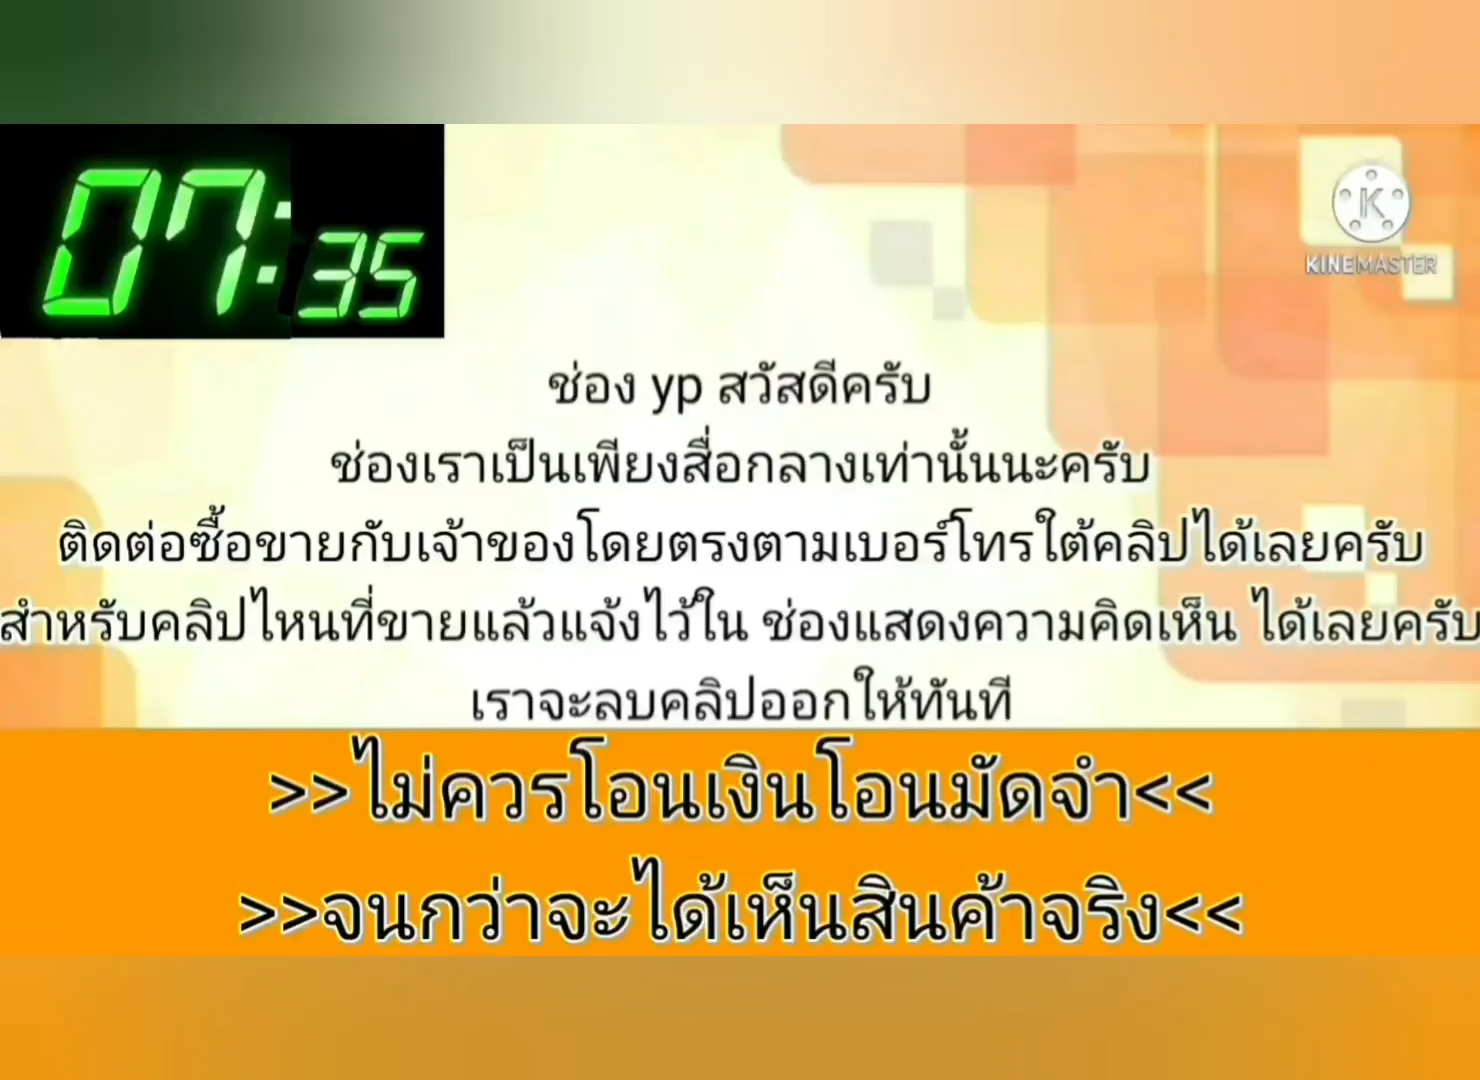 07:35
KINEMASTER
ช่อง yp สวัสดีครับ
ช่องเราเป็นเพียงสื่อกลางเท่านั้นนะครับ
ติดต่อซื้อขายกับเจ้าของโดยตรงตามเบอร์โทรใต้คลิปได้เลยครับ
สำหรับคลิปไหนที่ขายแล้วแจ้งไว้ใน ช่องแสดงความคิดเห็น ได้เลยครับ
เราจะลบคลิปออกให้ทันที
>>ไม่ควรโอนเงินโอนมัดจำ<<
>>จนกว่าจะได้เห็นสินค้าจริง<<